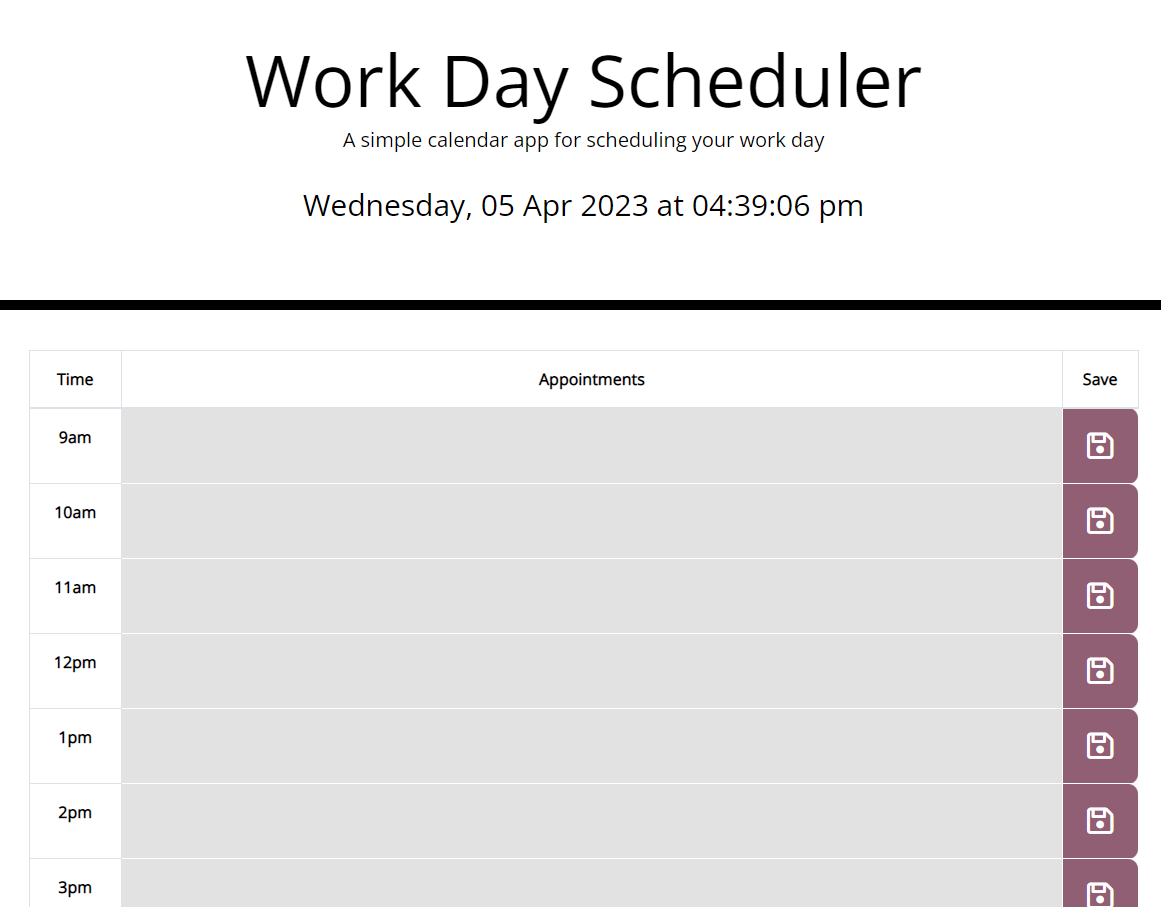 Work Day Scheduler
A simple calendar app for scheduling your work day
Wednesday, 05 Apr 2023 at 04:39:06 pm
Time Appointments Save
9am
10am
11am
12pm
1pm
2pm
3pm